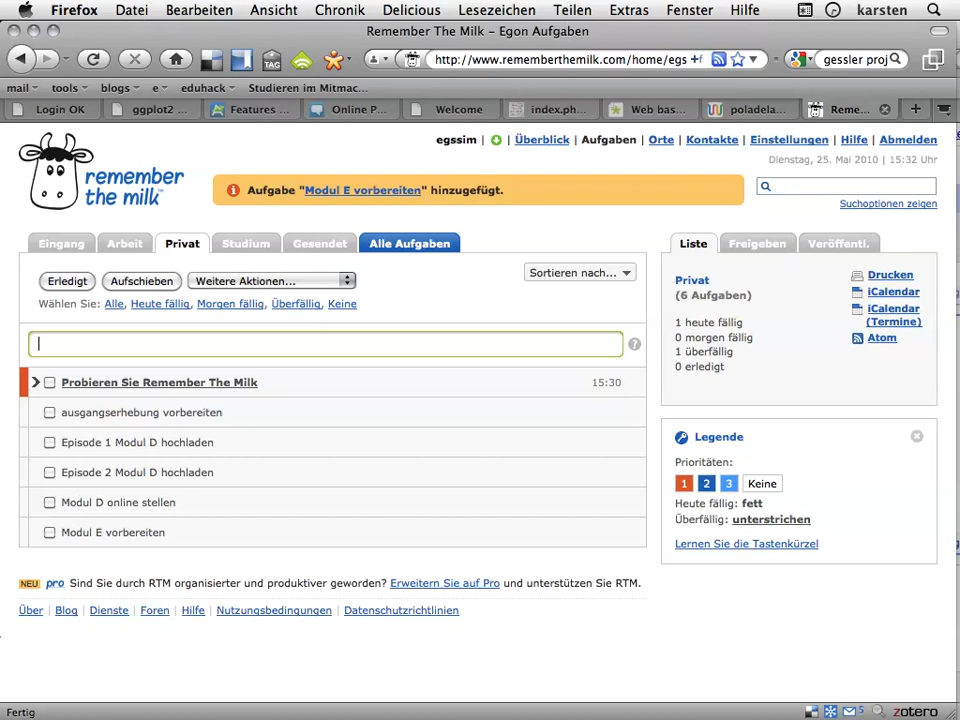 Firefox Datei Bearbeiten Ansicht Chronik Delicious Lesezeichen Teilen Extras Fenster Hilfe karsten
Remember The Milk – Egon Aufgaben
TAG http://www.rememberthemilk.com/home/egs gessler proj
mail tools blogs e eduhack Studieren im Mitmac...
Login OK ggplot2 ... Features ... Online P... Welcome index.ph... Web bas... poladela... Reme...
egssim | Überblick | Aufgaben | Orte | Kontakte | Einstellungen | Hilfe | Abmelden
Dienstag, 25. Mai 2010 | 15:32 Uhr
remember the milk™
Aufgabe "Modul E vorbereiten" hinzugefügt.
Suchoptionen zeigen
Eingang Arbeit Privat Studium Gesendet Alle Aufgaben
Erledigt Aufschieben Weitere Aktionen... Sortieren nach...
Wählen Sie: Alle, Heute fällig, Morgen fällig, Überfällig, Keine
?
Probieren Sie Remember The Milk 15:30
ausgangserhebung vorbereiten
Episode 1 Modul D hochladen
Episode 2 Modul D hochladen
Modul D online stellen
Modul E vorbereiten
Liste Freigeben Veröffentl.
Privat
(6 Aufgaben)
1 heute fällig
0 morgen fällig
1 überfällig
0 erledigt
Drucken
iCalendar
iCalendar
(Termine)
Atom
Legende
Prioritäten:
1 2 3 Keine
Heute fällig: fett
Überfällig: unterstrichen
Lernen Sie die Tastenkürzel
NEU pro Sind Sie durch RTM organisierter und produktiver geworden? Erweitern Sie auf Pro und unterstützen Sie RTM.
Über | Blog | Dienste | Foren | Hilfe | Nutzungsbedingungen | Datenschutzrichtlinien
Fertig 5 zotero